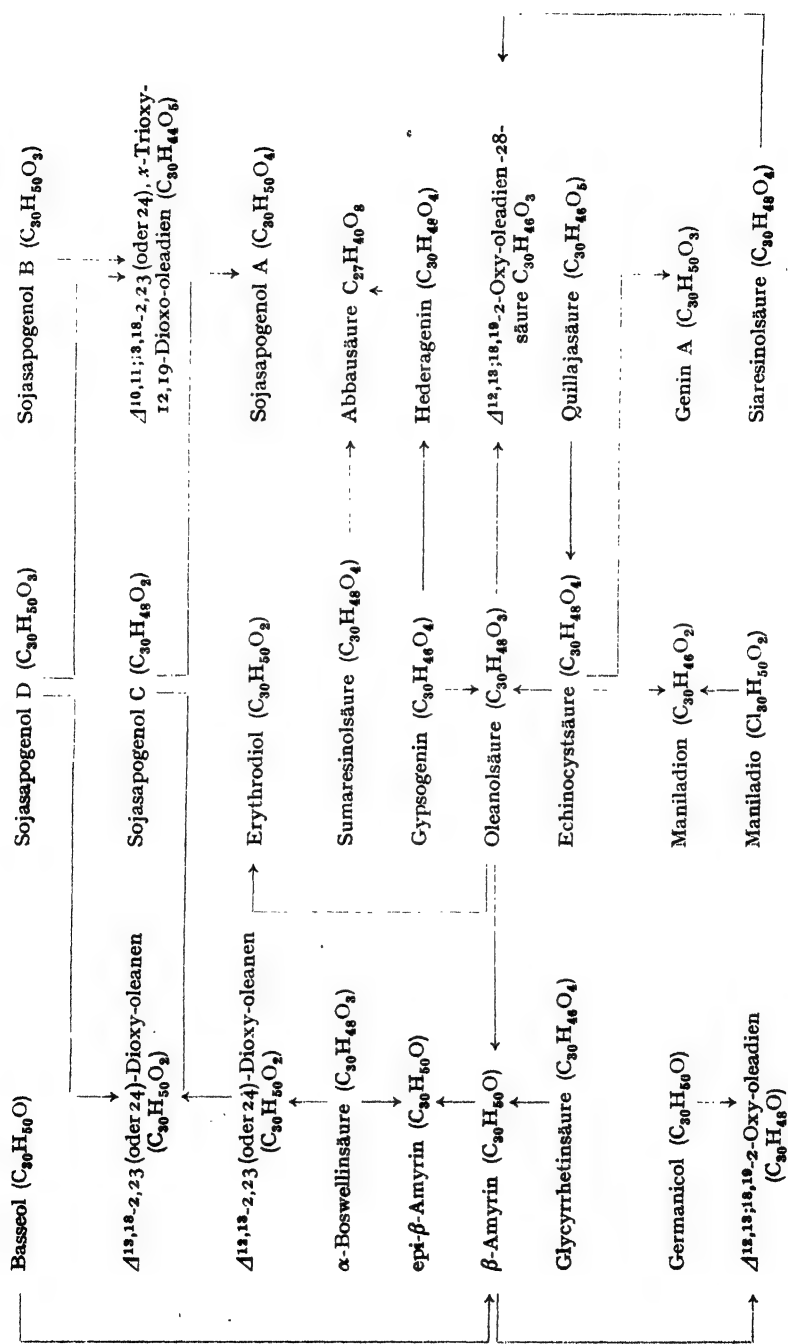 Basseol (C₃₀H₅₀O)
Δ¹³,¹⁸-2,23 (oder 24)-Dioxy-oleanen
(C₃₀H₅₀O₂)
Δ¹²,¹³-2,23 (oder 24)-Dioxy-oleanen
(C₃₀H₅₀O₂)
α-Boswellinsäure (C₃₀H₄₈O₃)
epi-β-Amyrin (C₃₀H₅₀O)
β-Amyrin (C₃₀H₅₀O)
Glycyrrhetinsäure (C₃₀H₄₆O₄)
Germanicol (C₃₀H₅₀O)
Δ¹²,¹³;¹⁸,¹⁹-2-Oxy-oleadien
(C₃₀H₄₈O)
Sojasapogenol D (C₃₀H₅₀O₃)
Sojasapogenol C (C₃₀H₄₈O₂)
Erythrodiol (C₃₀H₅₀O₂)
Sumaresinolsäure (C₃₀H₄₈O₄)
Gypsogenin (C₃₀H₄₆O₄)
Oleanolsäure (C₃₀H₄₈O₃)
Echinocystsäure (C₃₀H₄₈O₄)
Maniladion (C₃₀H₄₆O₂)
Maniladio (Cl₃₀H₅₀O₂)
Sojasapogenol B (C₃₀H₅₀O₃)
Δ¹⁰,¹¹;¹³,¹⁸-2,23 (oder 24), x-Trioxy-
12,19-Dioxo-oleadien (C₃₀H₄₄O₅)
Sojasapogenol A (C₃₀H₅₀O₄)
Abbausäure C₂₇H₄₀O₈
Hederagenin (C₃₀H₄₈O₄)
Δ¹²,¹³;¹⁸,¹⁹-2-Oxy-oleadien-28-
säure C₃₀H₄₆O₃
Quillajasäure (C₃₀H₄₆O₅)
Genin A (C₃₀H₅₀O₃)
Siaresinolsäure (C₃₀H₄₈O₄)